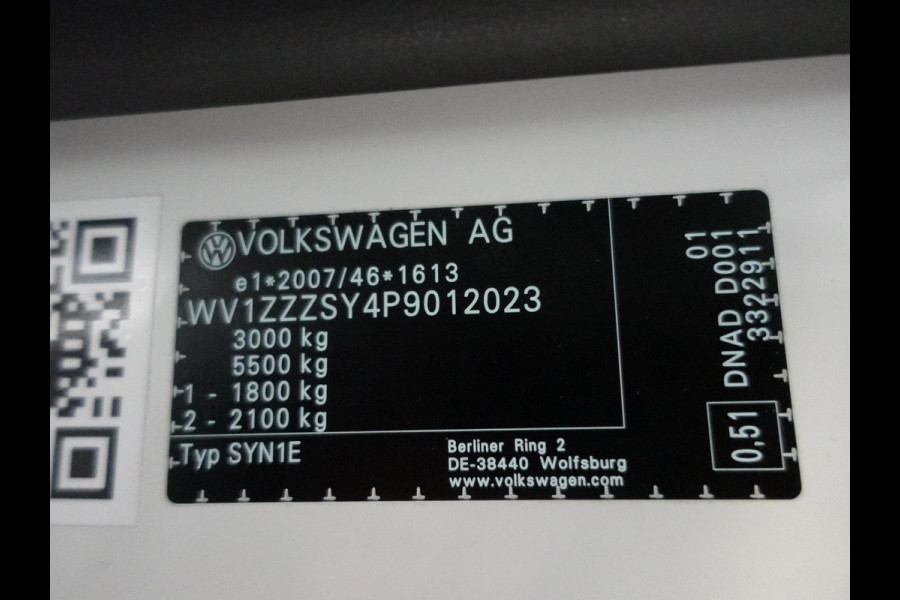 VOLKSWAGEN AG
e1*2007/46*1613
WV1ZZZSY4P9012023
3000 kg
5500 kg
1 - 1800 kg
2 - 2100 kg
Typ SYN1E
Berliner Ring 2
DE-38440 Wolfsburg
www.volkswagen.com
01
DNAD D001
3322911
0,51